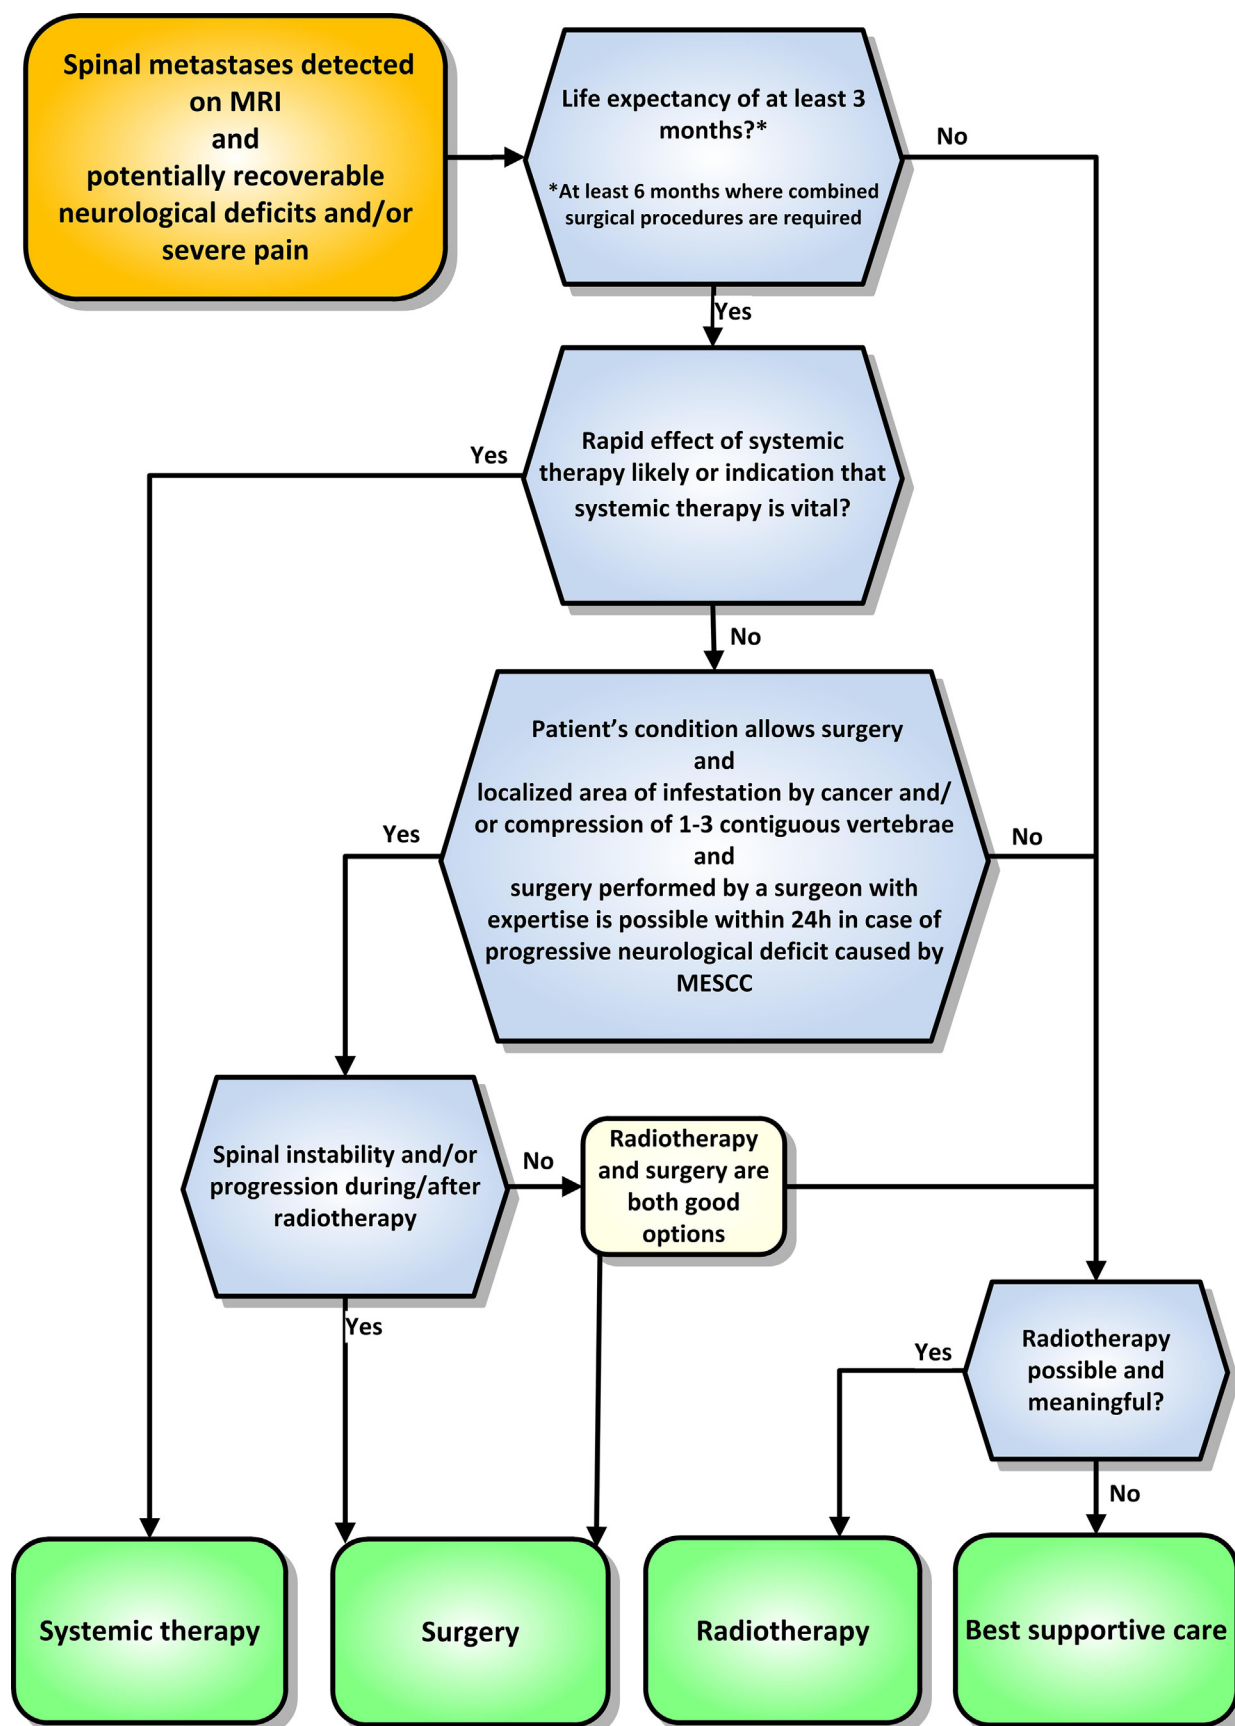 Spinal metastases detected
on MRI
and
potentially recoverable
neurological deficits and/or
severe pain
Life expectancy of at least 3
months?*
*At least 6 months where combined
surgical procedures are required
No
Yes
Rapid effect of systemic
therapy likely or indication that
systemic therapy is vital?
Yes
No
Patient’s condition allows surgery
and
localized area of infestation by cancer and/
or compression of 1-3 contiguous vertebrae
and
surgery performed by a surgeon with
expertise is possible within 24h in case of
progressive neurological deficit caused by
MESCC
Yes
No
Spinal instability and/or
progression during/after
radiotherapy
No
Radiotherapy
and surgery are
both good
options
Yes
Radiotherapy
possible and
meaningful?
Yes
No
Systemic therapy
Surgery
Radiotherapy
Best supportive care